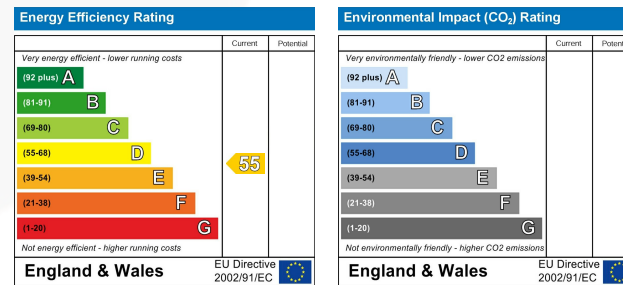 Energy Efficiency Rating
Current Potential
Very energy efficient - lower running costs
(92 plus) A
(81-91) B
(69-80) C
(55-68) D
55
(39-54) E
(21-38) F
(1-20) G
Not energy efficient - higher running costs
England & Wales
EU Directive
2002/91/EC
Environmental Impact (CO2) Rating
Current Potent
Very environmentally friendly - lower CO2 emissions
(92 plus) A
(81-91) B
(69-80) C
(55-68) D
(39-54) E
(21-38) F
(1-20) G
Not environmentally friendly - higher CO2 emissions
England & Wales
EU Directive
2002/91/EC